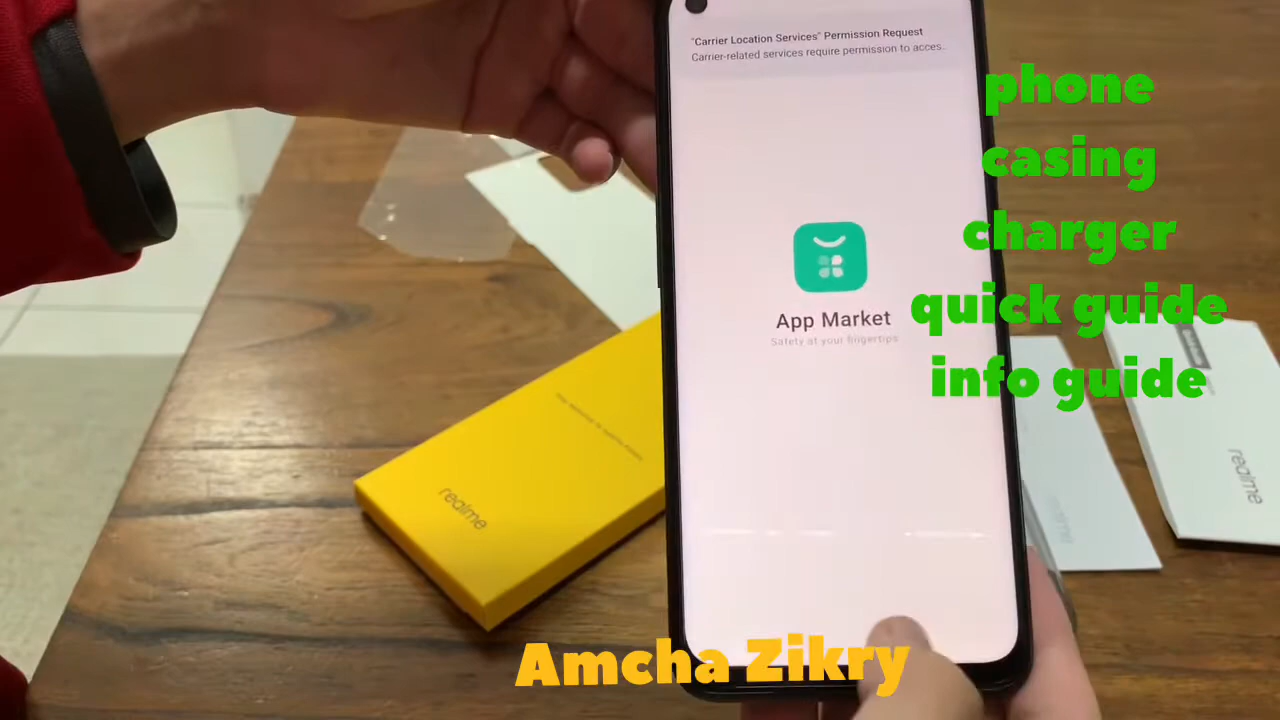 "Carrier Location Services" Permission Request
Carrier-related services require permission to acces..
App Market
Safety at your fingertips
phone
casing
charger
quick guide
info guide
realme
realme
Amcha Zikry